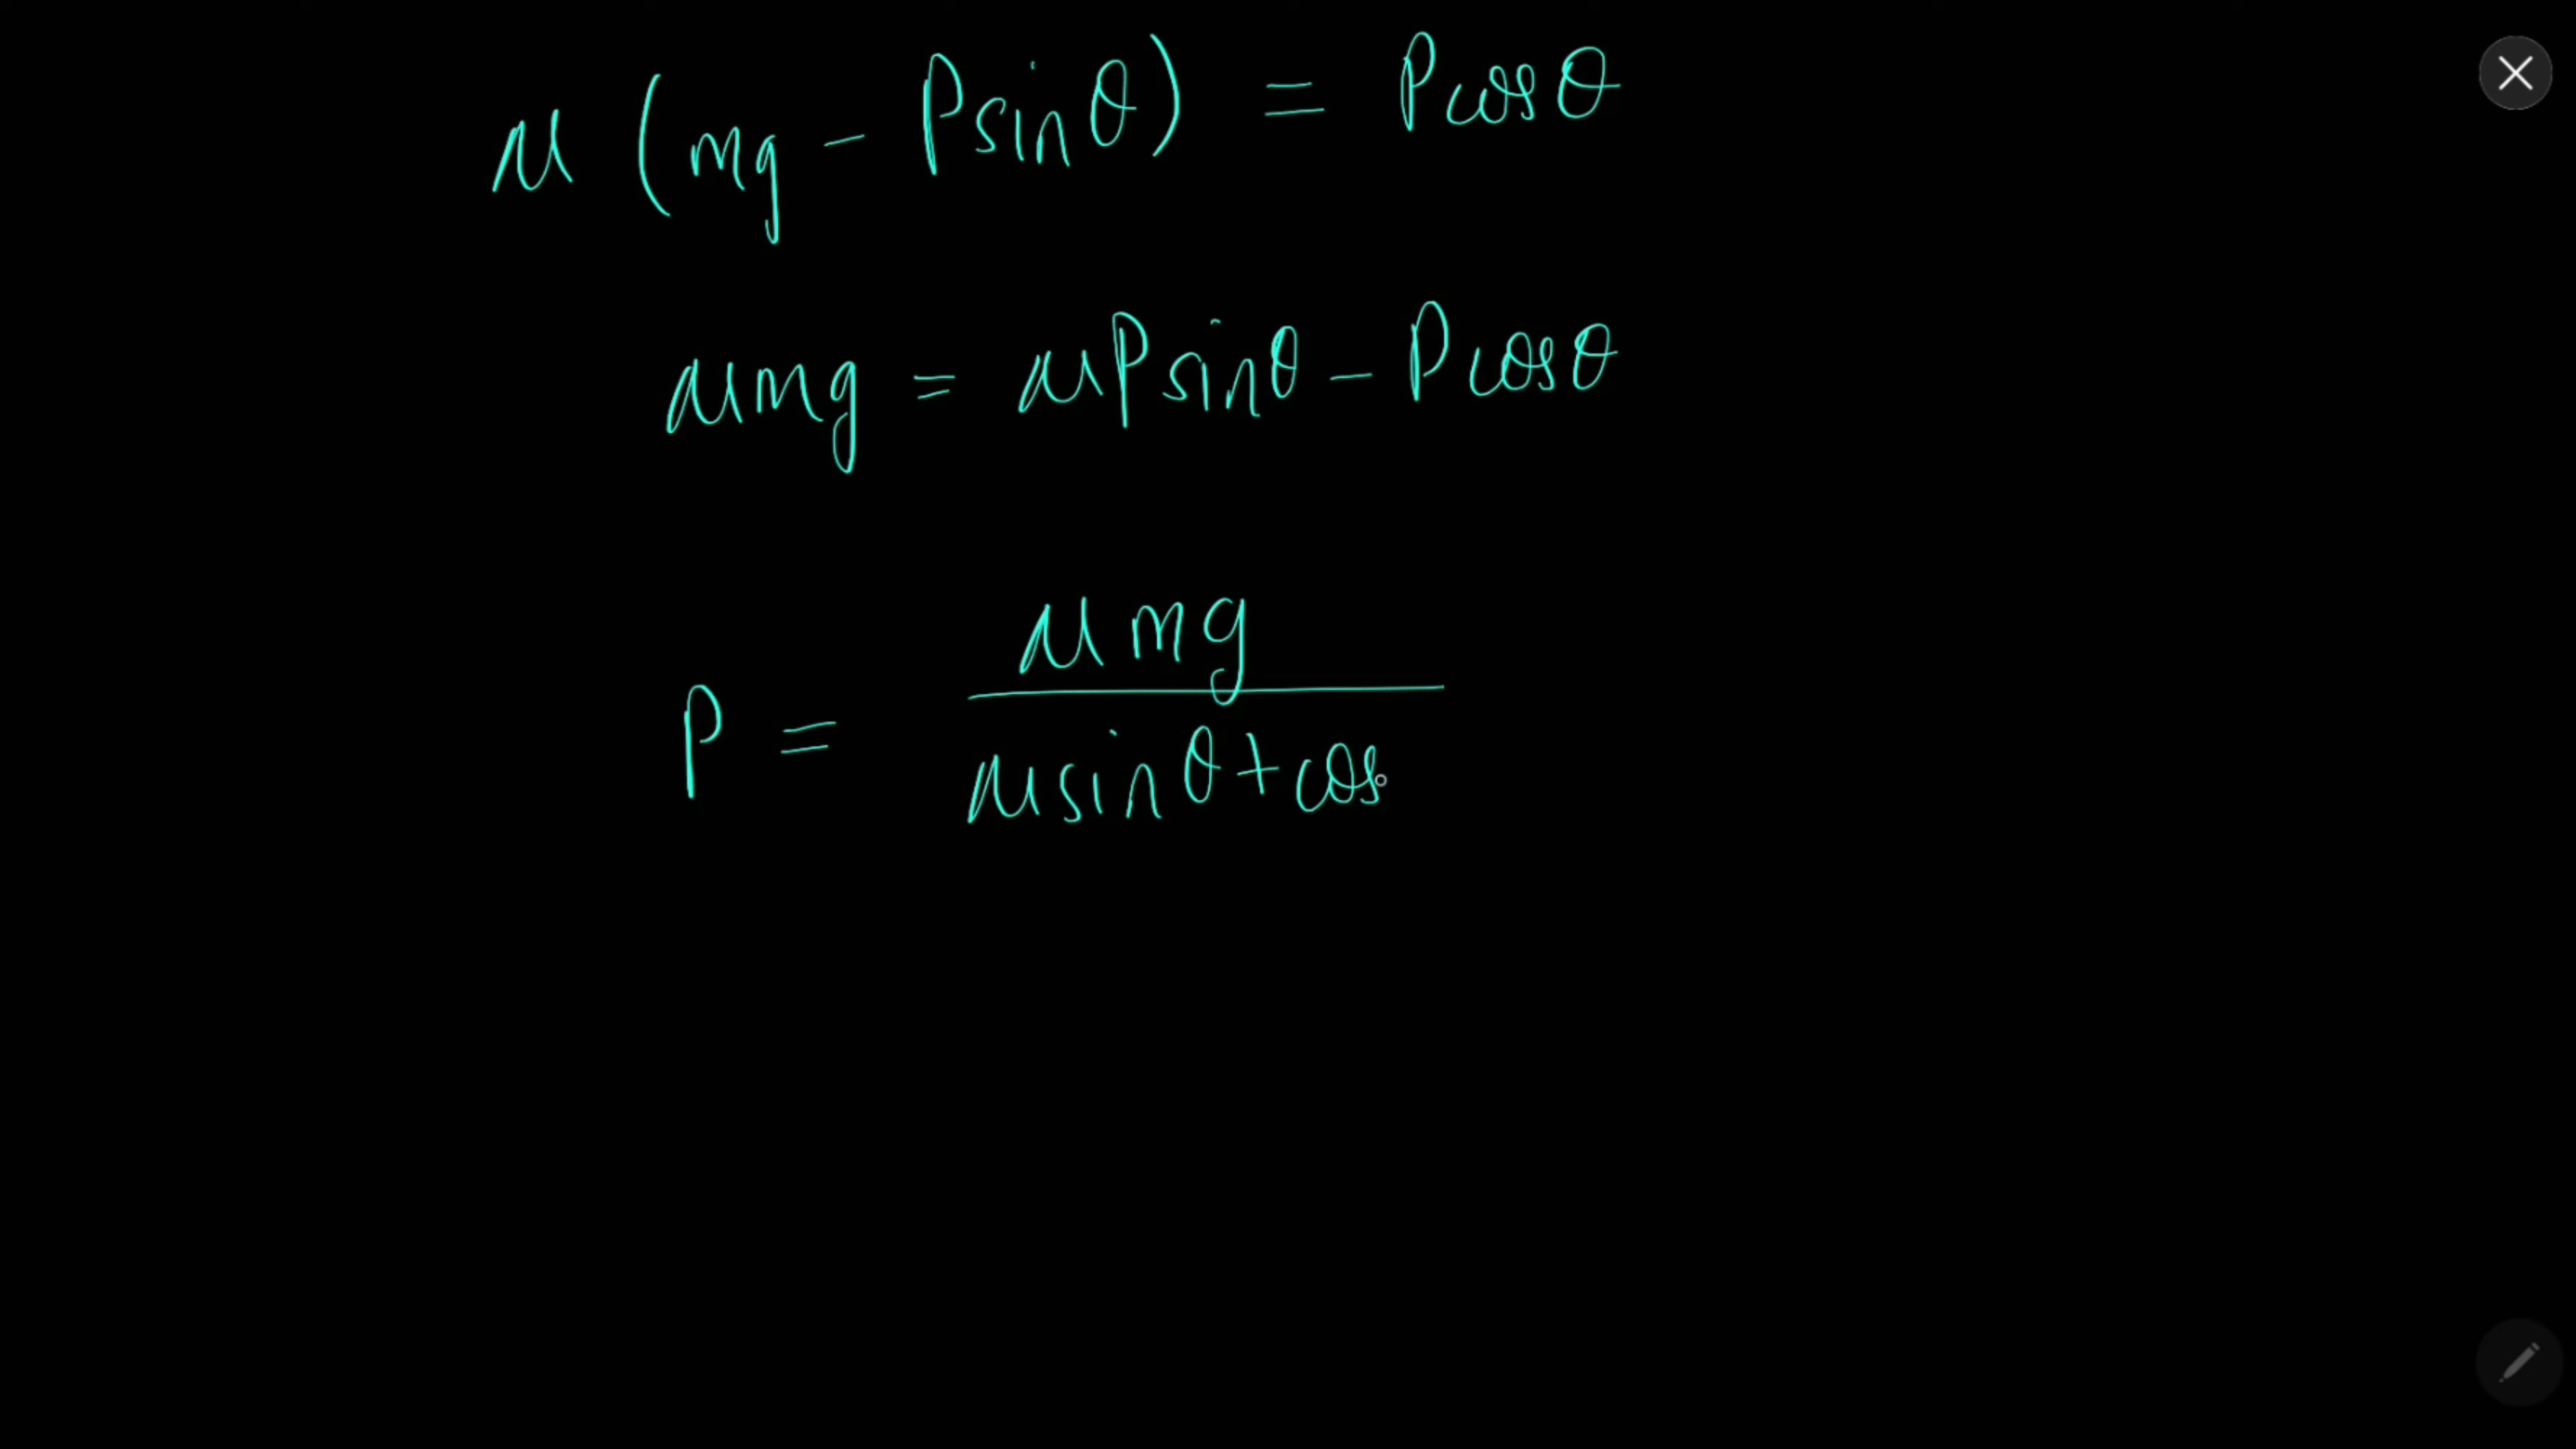 μ (mg - Psinθ) = Pcosθ
μmg = μPsinθ - Pcosθ
P = μmg / μsinθ+cos